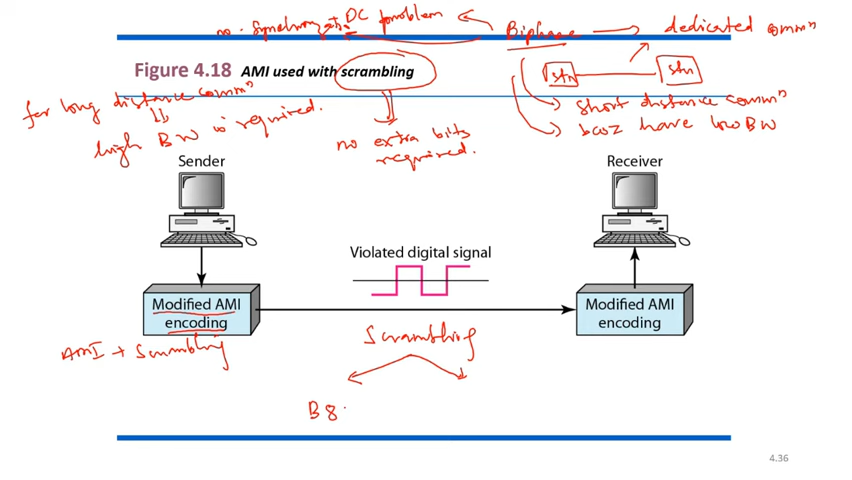 no. Synchronizatn. DC problem
Biphase
dedicated commn
Figure 4.18 AMI used with scrambling
stn stn
for long distance commn
high BW is required.
no extra bits
required.
short distance commn
bcoz have low BW
Sender
Receiver
Violated digital signal
Modified AMI
encoding
Modified AMI
encoding
AMI + Scrambling
Scrambling
B8
4.36